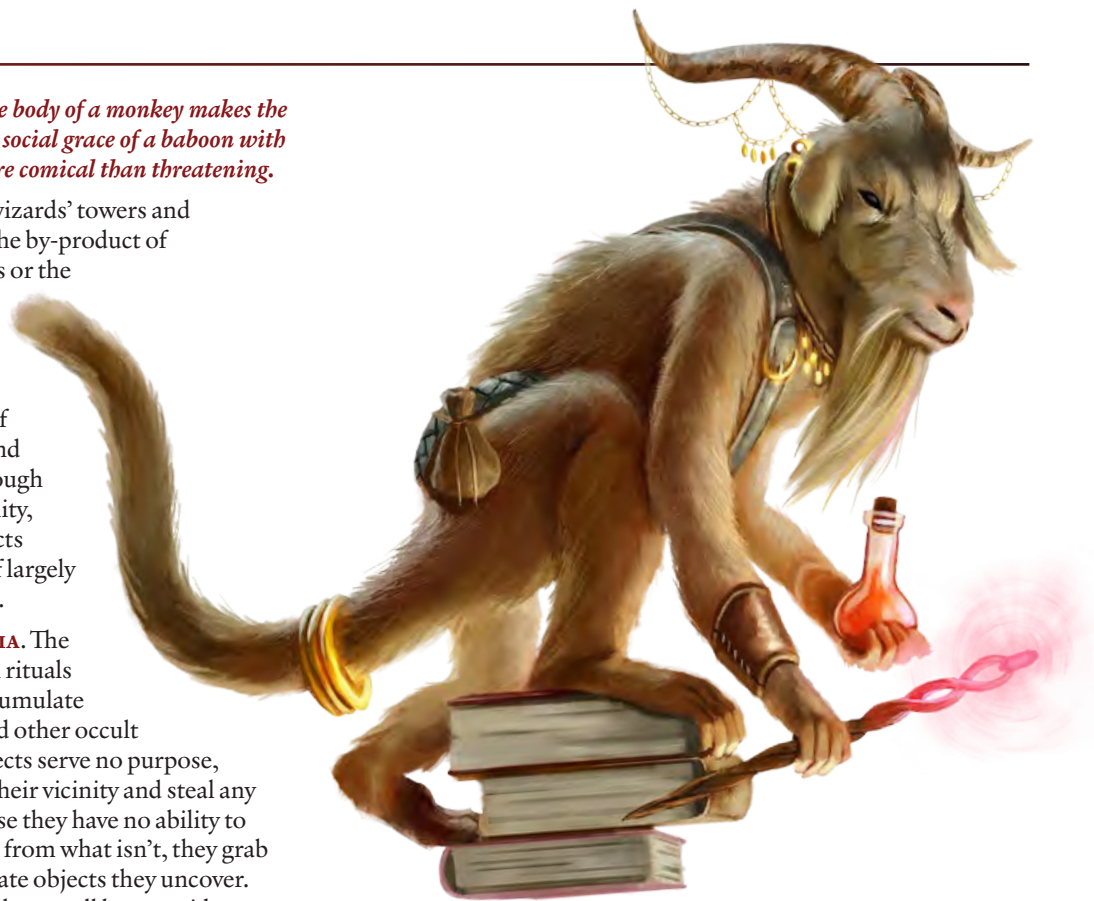 e body of a monkey makes the
social grace of a baboon with
re comical than threatening.
vizards’ towers and
he by-product of
s or the
f
nd
ough
ity,
cts
f largely
.
IA. The
rituals
cumulate
d other occult
ects serve no purpose,
heir vicinity and steal any
se they have no ability to
from what isn’t, they grab
ate objects they uncover.